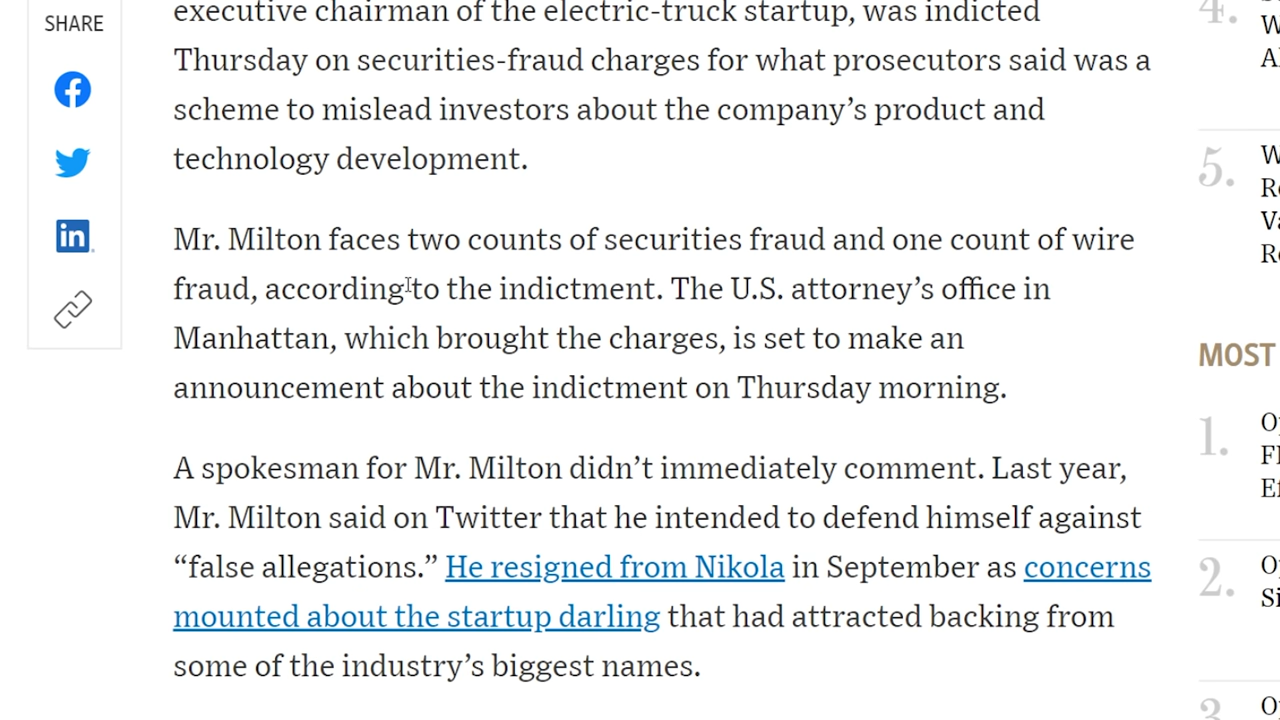 SHARE
in
executive chairman of the electric-truck startup, was indicted
Thursday on securities-fraud charges for what prosecutors said was a
scheme to mislead investors about the company’s product and
technology development.
Mr. Milton faces two counts of securities fraud and one count of wire
fraud, according to the indictment. The U.S. attorney’s office in
Manhattan, which brought the charges, is set to make an
announcement about the indictment on Thursday morning.
A spokesman for Mr. Milton didn’t immediately comment. Last year,
Mr. Milton said on Twitter that he intended to defend himself against
“false allegations.” He resigned from Nikola in September as concerns
mounted about the startup darling that had attracted backing from
some of the industry’s biggest names.
4.
5.
MOST
1.
2.
3.